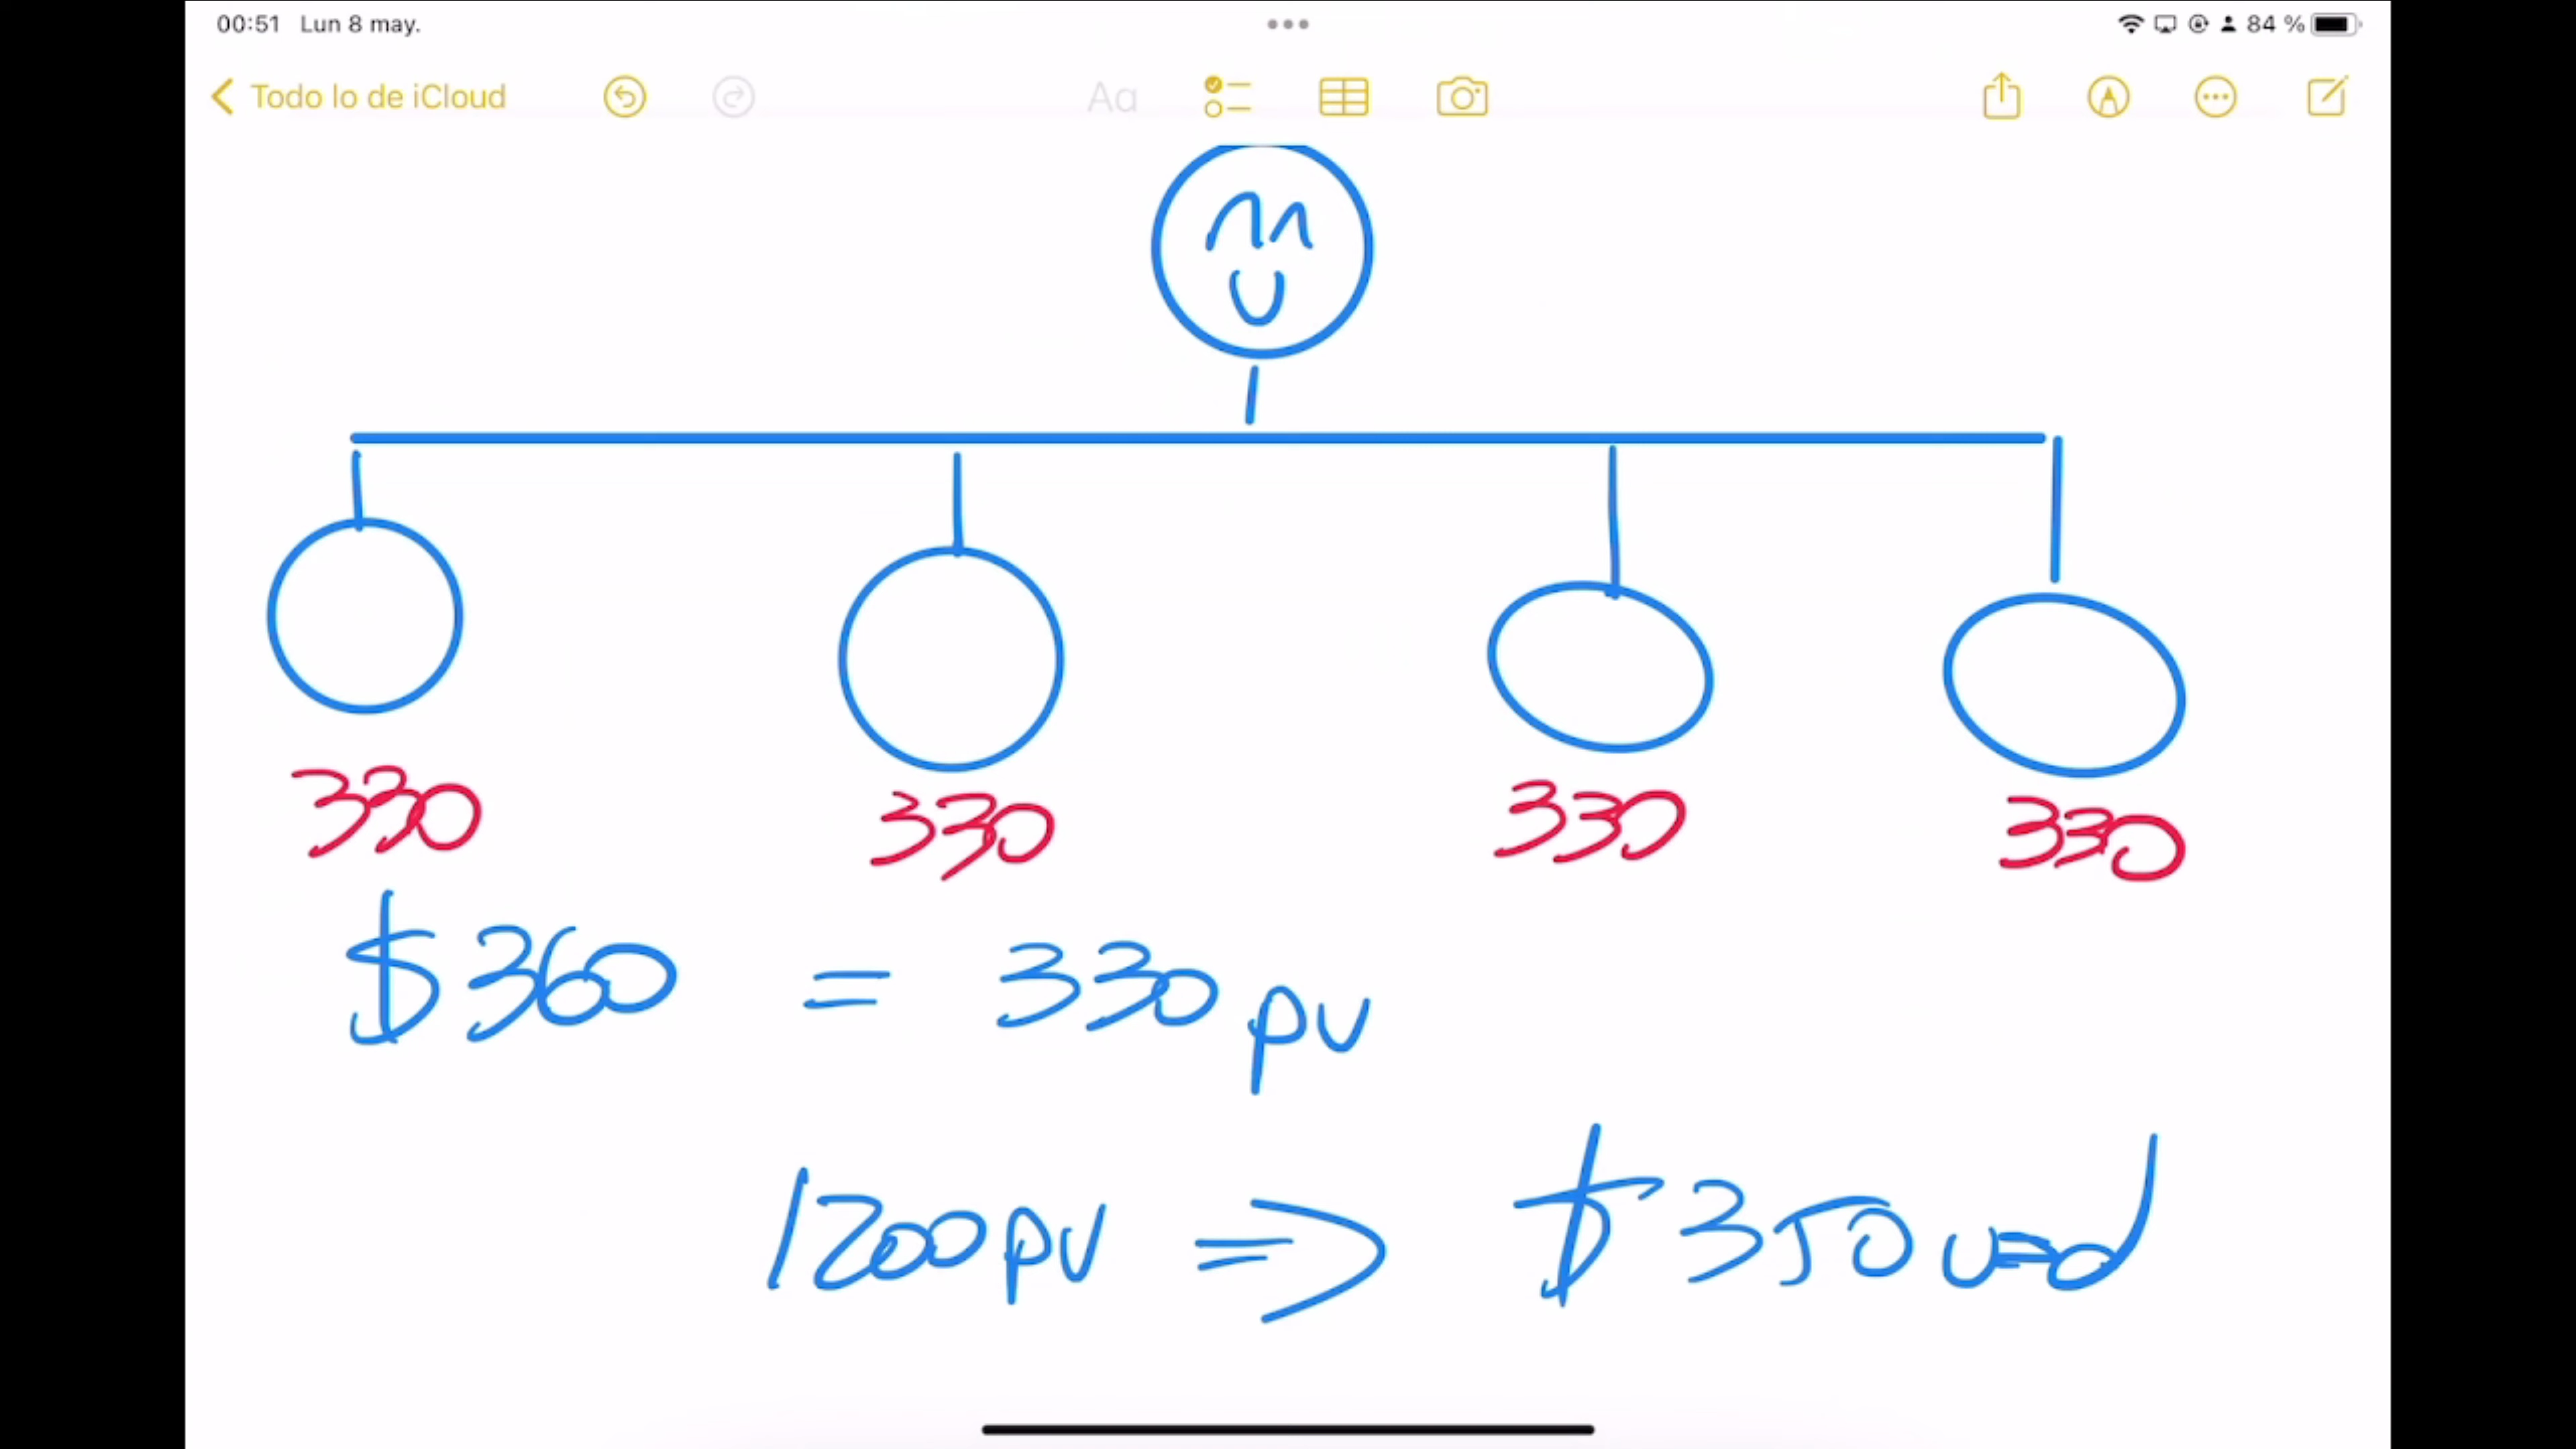 00:51 Lun 8 may. 84 %
Todo lo de iCloud Aa
330 330 330 330
$360 = 330 pv
1200 pv => $350 usd